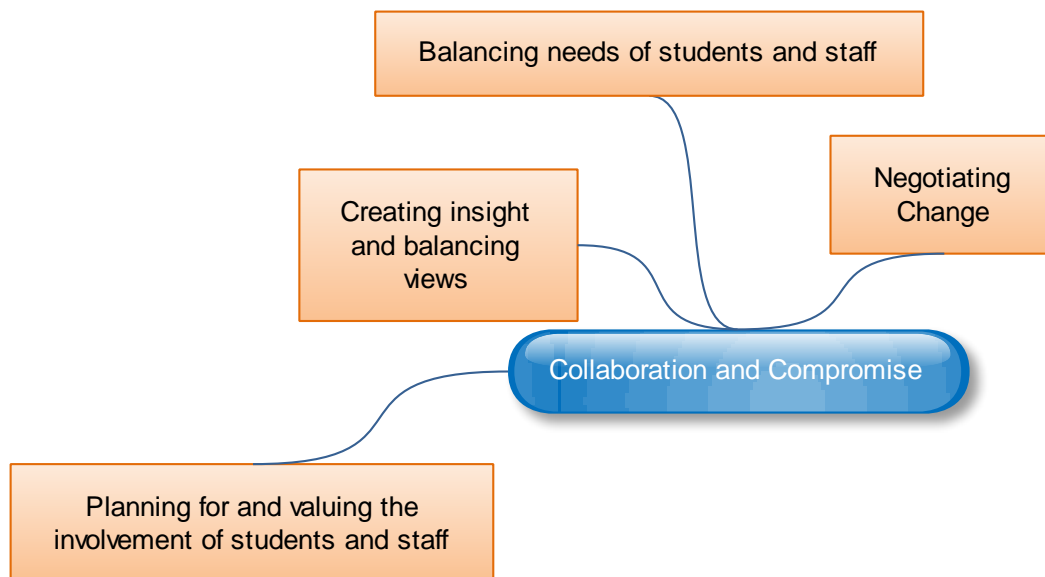 Balancing needs of students and staff
Negotiating
Change
Creating insight
and balancing
views
Collaboration and Compromise
Planning for and valuing the
involvement of students and staff